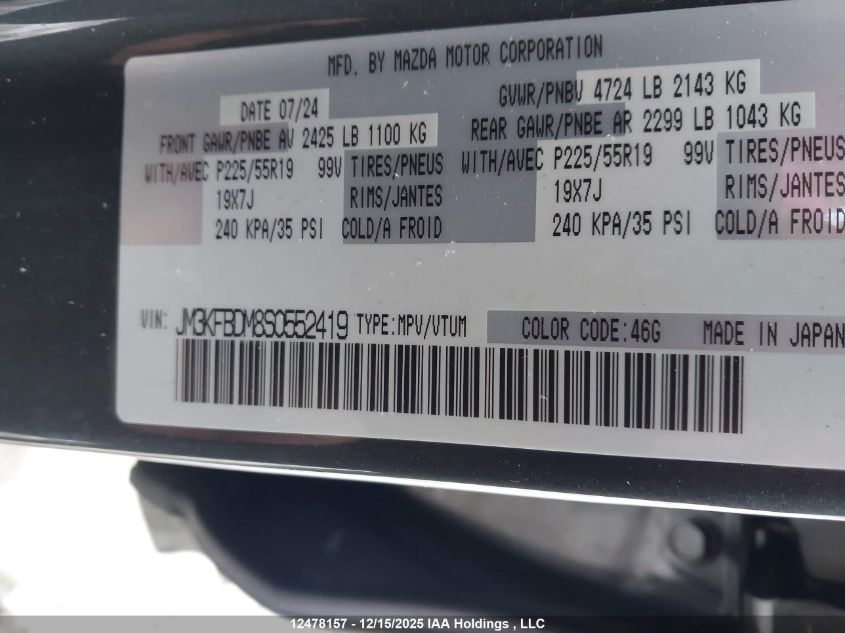 MFD. BY MAZDA MOTOR CORPORATION
DATE 07/24 GVWR/PNBV 4724 LB 2143 KG
FRONT GAWR/PNBE AV 2425 LB 1100 KG REAR GAWR/PNBE AR 2299 LB 1043 KG
WITH/AVEC P225/55R19 99V TIRES/PNEUS WITH/AVEC P225/55R19 99V TIRES/PNEUS
19X7J RIMS/JANTES 19X7J RIMS/JANTES
240 KPA/35 PSI COLD/A FROID 240 KPA/35 PSI COLD/A FROID
VIN: JM3KFBDM8S0552419 TYPE:MPV/VTUM COLOR CODE:46G MADE IN JAPAN
12478157 - 12/15/2025 IAA Holdings , LLC